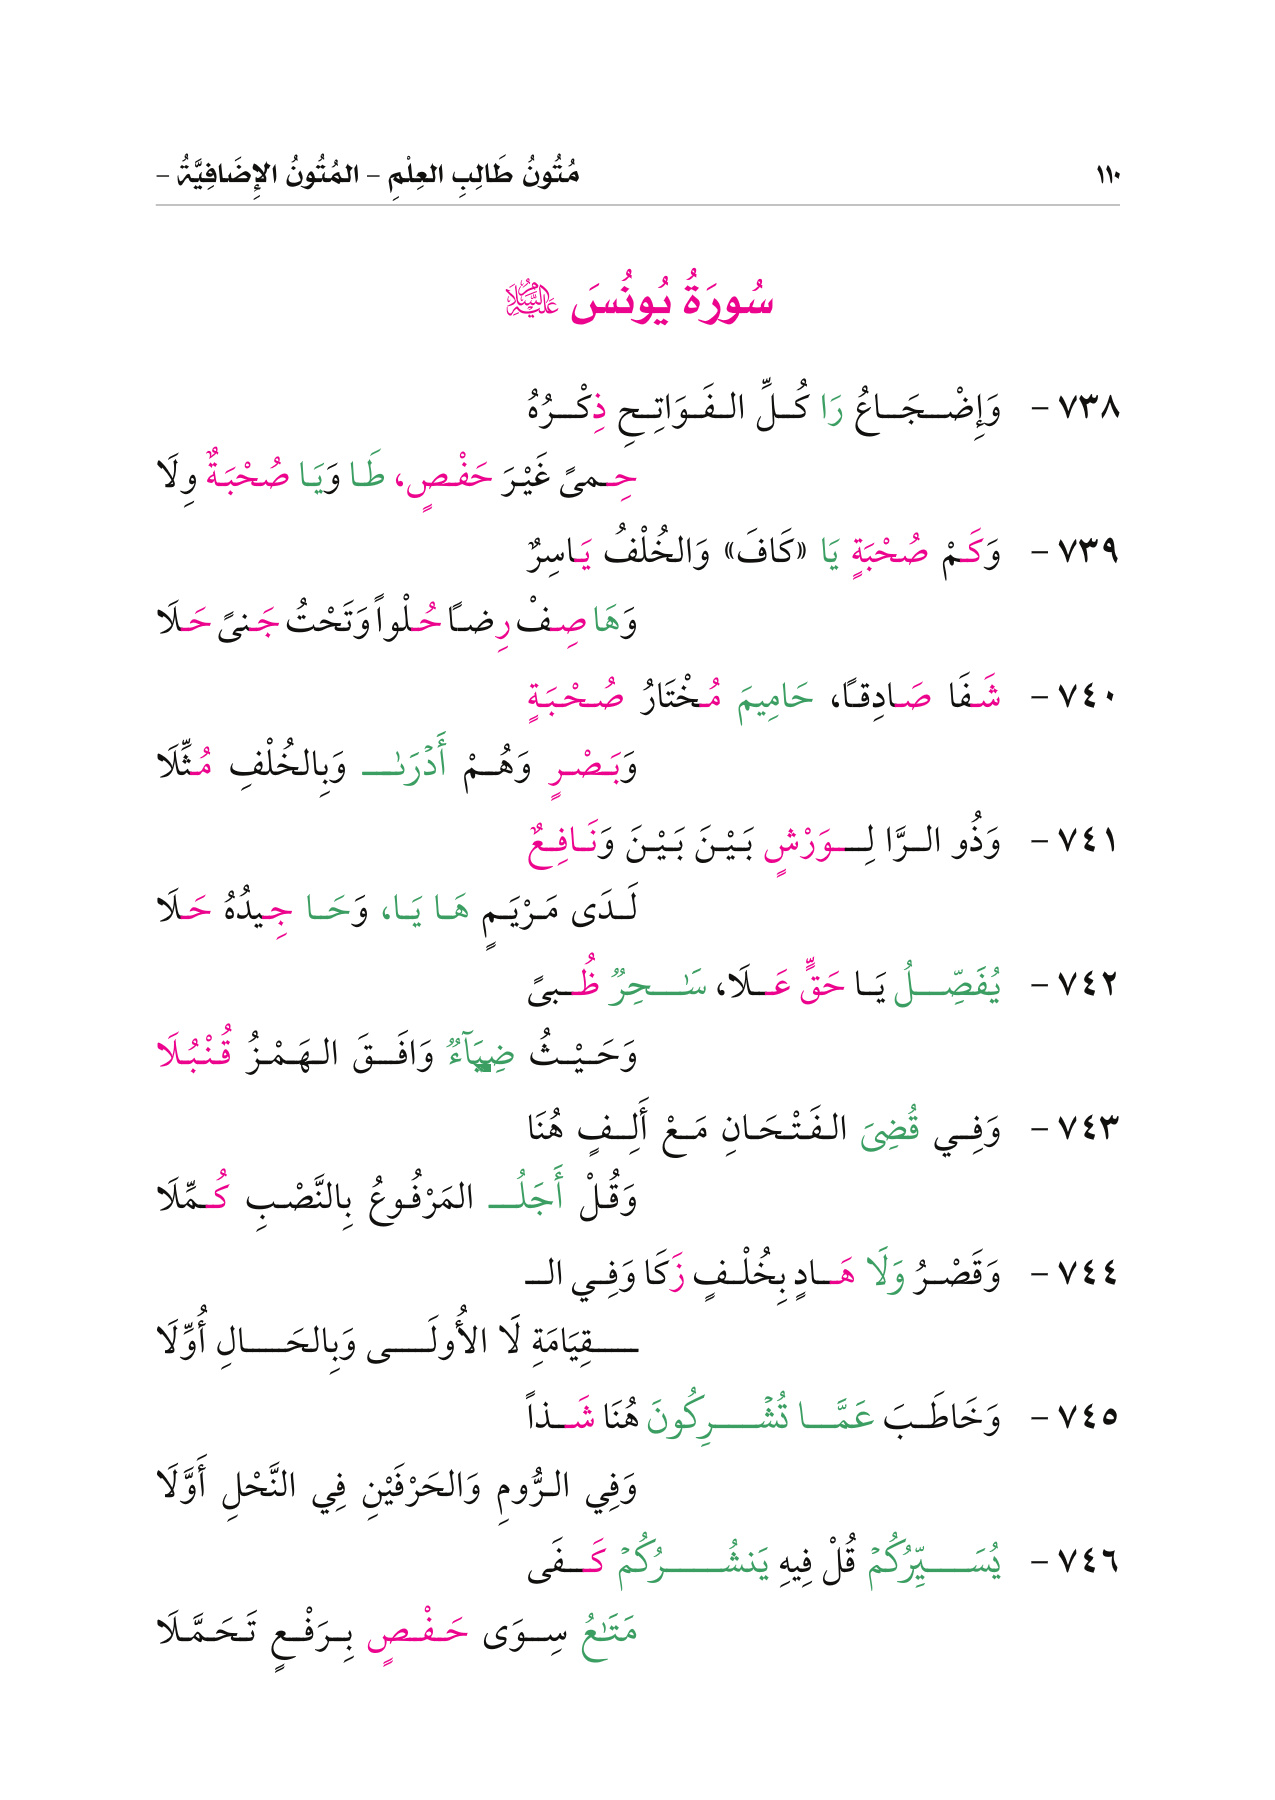 ١١٠ مُتُونُ طَالِبِ العِلْمِ – المُتُونُ الإِضَافِيَّةُ –
سُورَةُ يُونُسَ عَلَيْهِ السَّلَامُ
٧٣٨ – وَإِضْجَاعُ رَا كُلِّ الفَوَاتِحِ ذِكْرُهُ
حِمىً غَيْرَ حَفْصٍ، طَا وَيَا صُحْبَةٌ وِلَا
٧٣٩ – وَكَمْ صُحْبَةٍ يَا «كَافَ» وَالخُلْفُ يَاسِرٌ
وَهَا صِفْ رِضاً حُلْواً وَتَحْتُ جَنىً حَلَا
٧٤٠ – شَفَا صَادِقاً، حَامِيمَ مُخْتَارُ صُحْبَةٍ
وَبَصْرٍ وَهُمْ أَدْرَىٰ وَبِالخُلْفِ مُثِّلَا
٧٤١ – وَذُو الرَّا لِوَرْشٍ بَيْنَ بَيْنَ وَنَافِعٌ
لَدَى مَرْيَمٍ هَا يَا، وَحَا جِيدُهُ حَلَا
٧٤٢ – يُفَصِّلُ يَا حَقٍّ عَلَا، سَٰحِرٌ ظُبىً
وَحَيْثُ ضِيَآءً وَافَقَ الهَمْزُ قُنْبُلَا
٧٤٣ – وَفِي قُضِيَ الفَتْحَانِ مَعْ أَلِفٍ هُنَا
وَقُلْ أَجَلُ المَرْفُوعُ بِالنَّصْبِ كُمِّلَا
٧٤٤ – وَقَصْرُ وَلَا هَادٍ بِخُلْفٍ زَكَا وَفِي الـ
ـقِيَامَةِ لَا الأُولَى وَبِالحَالِ أُوِّلَا
٧٤٥ – وَخَاطَبَ عَمَّا تُشْرِكُونَ هُنَا شَذاً
وَفِي الرُّومِ وَالحَرْفَيْنِ فِي النَّحْلِ أَوَّلَا
٧٤٦ – يُسَيِّرُكُمْ قُلْ فِيهِ يَنشُرُكُمْ كَفَى
مَتَٰعُ سِوَى حَفْصٍ بِرَفْعٍ تَحَمَّلَا